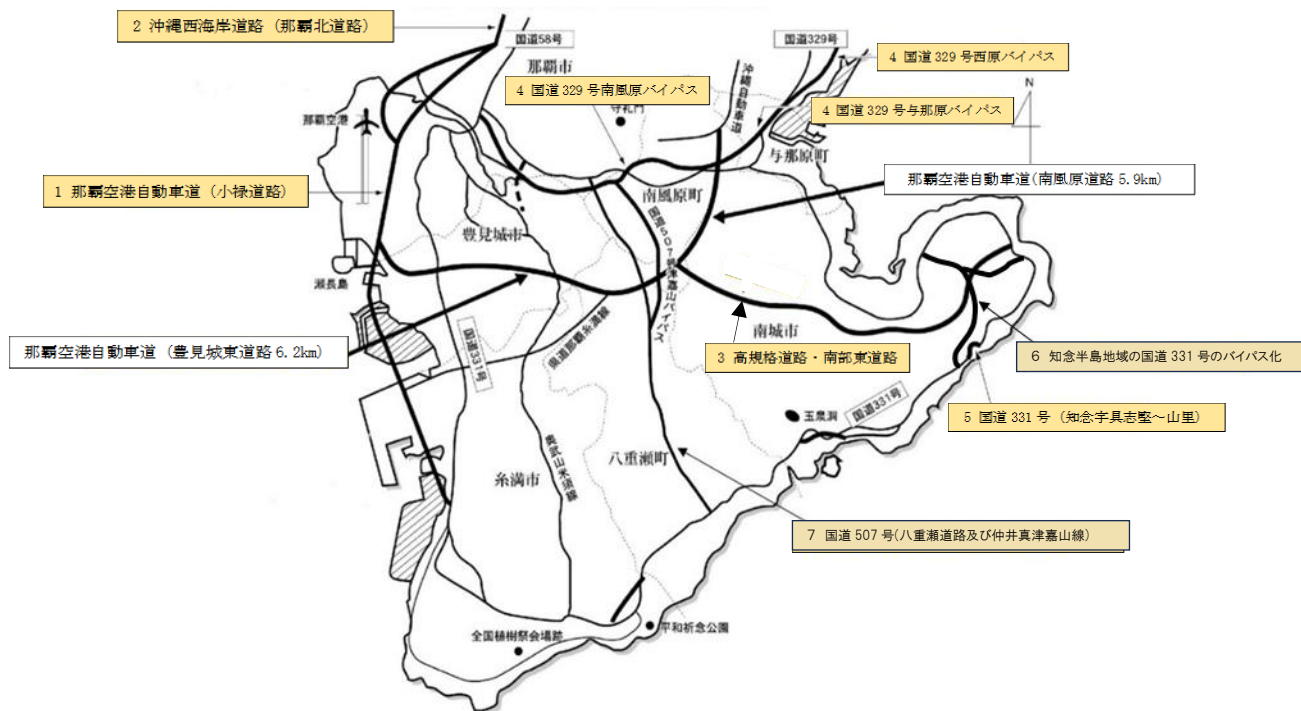 2 沖縄西海岸道路 (那覇北道路)
国道58号
国道329号
那覇市
沖縄自動車道
4 国道329 号西原バイパス
4 国道329 号南風原バイパス
守礼門
4 国道329 号与那原バイパス
N
那覇空港
与那原町
那覇空港自動車道(南風原道路 5.9km)
1 那覇空港自動車道 (小禄道路)
南風原町
豊見城市
国道507号津嘉山バイパス
瀬長島
南城市
那覇空港自動車道 (豊見城東道路 6.2km)
国道331号
県道那覇糸満線
3 高規格道路・南部東道路
6 知念半島地域の国道 331 号のバイパス化
玉泉洞
国道331号
5 国道 331 号 (知念字具志堅~山里)
八重瀬町
糸満市
奥武山米須線
7 国道 507 号(八重瀬道路及び仲井真津嘉山線)
全国植樹祭会場跡
平和祈念公園